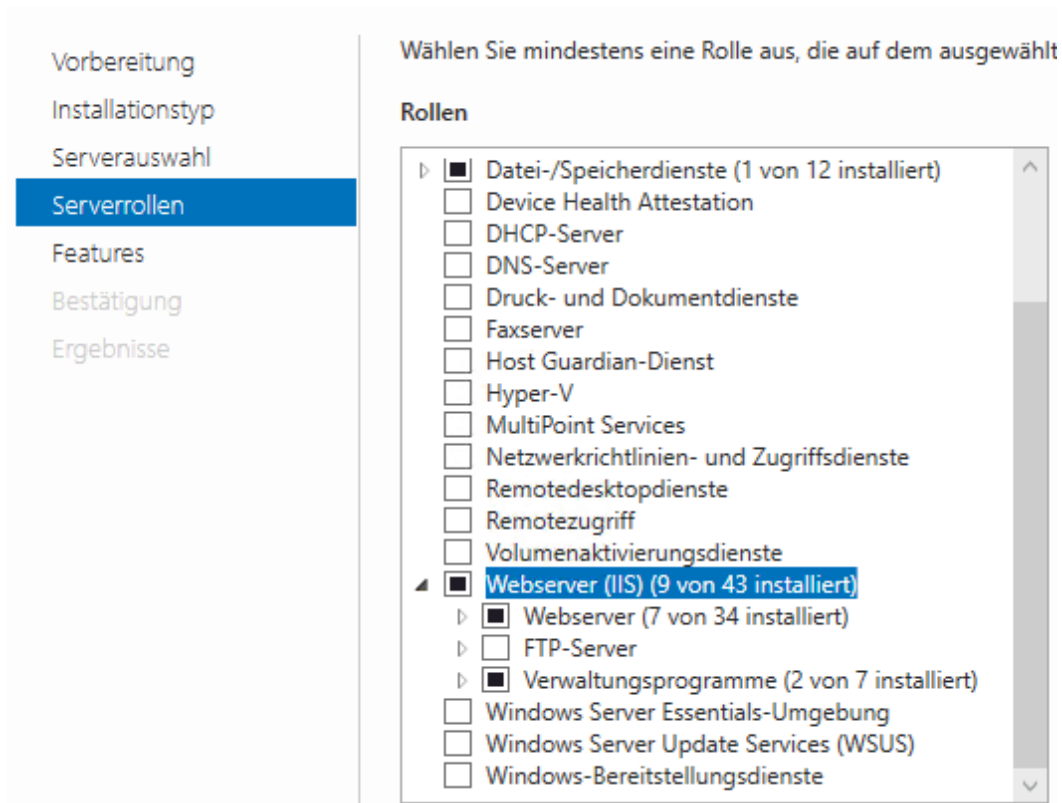 Vorbereitung
Installationstyp
Serverauswahl
Serverrollen
Features
Bestätigung
Ergebnisse
Wählen Sie mindestens eine Rolle aus, die auf dem ausgewählt
Rollen
Datei-/Speicherdienste (1 von 12 installiert)
Device Health Attestation
DHCP-Server
DNS-Server
Druck- und Dokumentdienste
Faxserver
Host Guardian-Dienst
Hyper-V
MultiPoint Services
Netzwerkrichtlinien- und Zugriffsdienste
Remotedesktopdienste
Remotezugriff
Volumenaktivierungsdienste
Webserver (IIS) (9 von 43 installiert)
Webserver (7 von 34 installiert)
FTP-Server
Verwaltungsprogramme (2 von 7 installiert)
Windows Server Essentials-Umgebung
Windows Server Update Services (WSUS)
Windows-Bereitstellungsdienste